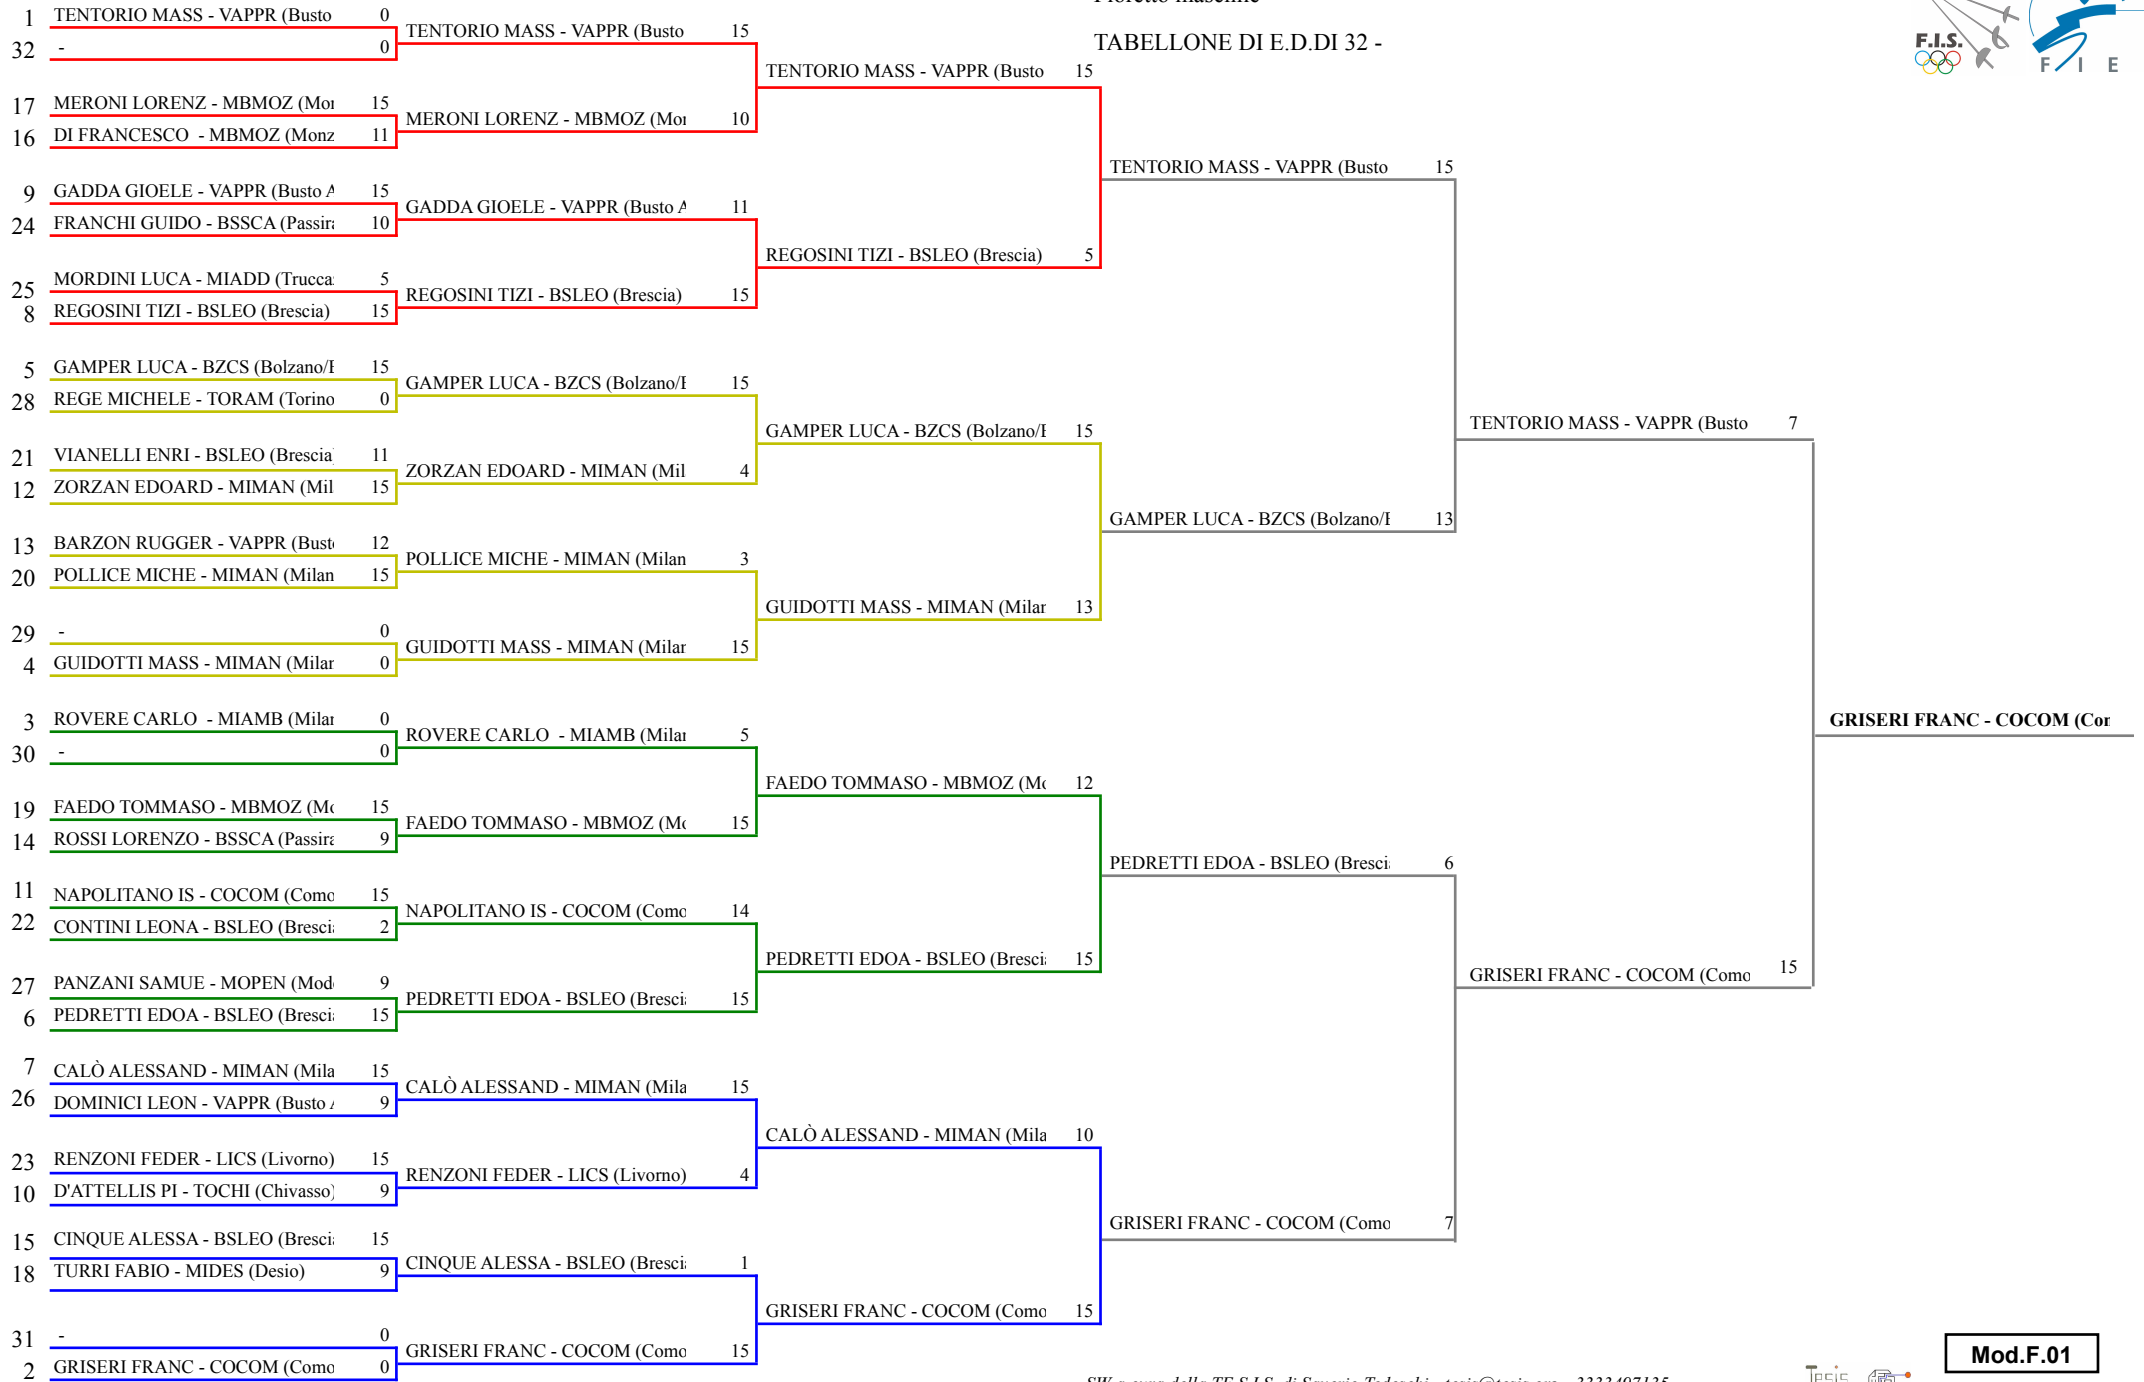 TABELLONE DI E.D.DI 32 -
F.I.S.
F I E
1 TENTORIO MASS - VAPPR (Busto 0
32 - 0
17 MERONI LORENZ - MBMOZ (Mo 15
16 DI FRANCESCO - MBMOZ (Monz 11
9 GADDA GIOELE - VAPPR (Busto A 15
24 FRANCHI GUIDO - BSSCA (Passir 10
25 MORDINI LUCA - MIADD (Trucca 5
8 REGOSINI TIZI - BSLEO (Brescia) 15
5 GAMPER LUCA - BZCS (Bolzano/ 15
28 REGE MICHELE - TORAM (Torino 0
21 VIANELLI ENRI - BSLEO (Brescia 11
12 ZORZAN EDOARD - MIMAN (Mil 15
13 BARZON RUGGER - VAPPR (Bust 12
20 POLLICE MICHE - MIMAN (Milan 15
29 - 0
4 GUIDOTTI MASS - MIMAN (Milar 0
3 ROVERE CARLO - MIAMB (Milar 0
30 - 0
19 FAEDO TOMMASO - MBMOZ (Mo 15
14 ROSSI LORENZO - BSSCA (Passira 9
11 NAPOLITANO IS - COCOM (Como 15
22 CONTINI LEONA - BSLEO (Bresci 2
27 PANZANI SAMUE - MOPEN (Mod 9
6 PEDRETTI EDOA - BSLEO (Bresci 15
7 CALÒ ALESSAND - MIMAN (Mila 15
26 DOMINICI LEON - VAPPR (Busto 9
23 RENZONI FEDER - LICS (Livorno) 15
10 D'ATTELLIS PI - TOCHI (Chivasso) 9
15 CINQUE ALESSA - BSLEO (Bresci 15
18 TURRI FABIO - MIDES (Desio) 9
31 - 0
2 GRISERI FRANC - COCOM (Como 0
TENTORIO MASS - VAPPR (Busto 15
MERONI LORENZ - MBMOZ (Mo 10
GADDA GIOELE - VAPPR (Busto A 11
REGOSINI TIZI - BSLEO (Brescia) 15
GAMPER LUCA - BZCS (Bolzano/ 15
ZORZAN EDOARD - MIMAN (Mil 4
POLLICE MICHE - MIMAN (Milan 3
GUIDOTTI MASS - MIMAN (Milar 15
ROVERE CARLO - MIAMB (Milar 5
FAEDO TOMMASO - MBMOZ (Mo 15
NAPOLITANO IS - COCOM (Como 14
PEDRETTI EDOA - BSLEO (Bresci 15
CALÒ ALESSAND - MIMAN (Mila 15
RENZONI FEDER - LICS (Livorno) 4
CINQUE ALESSA - BSLEO (Bresci 1
GRISERI FRANC - COCOM (Como 15
TENTORIO MASS - VAPPR (Busto 15
REGOSINI TIZI - BSLEO (Brescia) 5
GAMPER LUCA - BZCS (Bolzano/ 15
GUIDOTTI MASS - MIMAN (Milar 13
FAEDO TOMMASO - MBMOZ (Mo 12
PEDRETTI EDOA - BSLEO (Bresci 15
CALÒ ALESSAND - MIMAN (Mila 10
GRISERI FRANC - COCOM (Como 15
TENTORIO MASS - VAPPR (Busto 15
GAMPER LUCA - BZCS (Bolzano/ 13
PEDRETTI EDOA - BSLEO (Bresci 6
GRISERI FRANC - COCOM (Como 7
TENTORIO MASS - VAPPR (Busto 7
GRISERI FRANC - COCOM (Como 15
GRISERI FRANC - COCOM (Cor
Mod.F.01